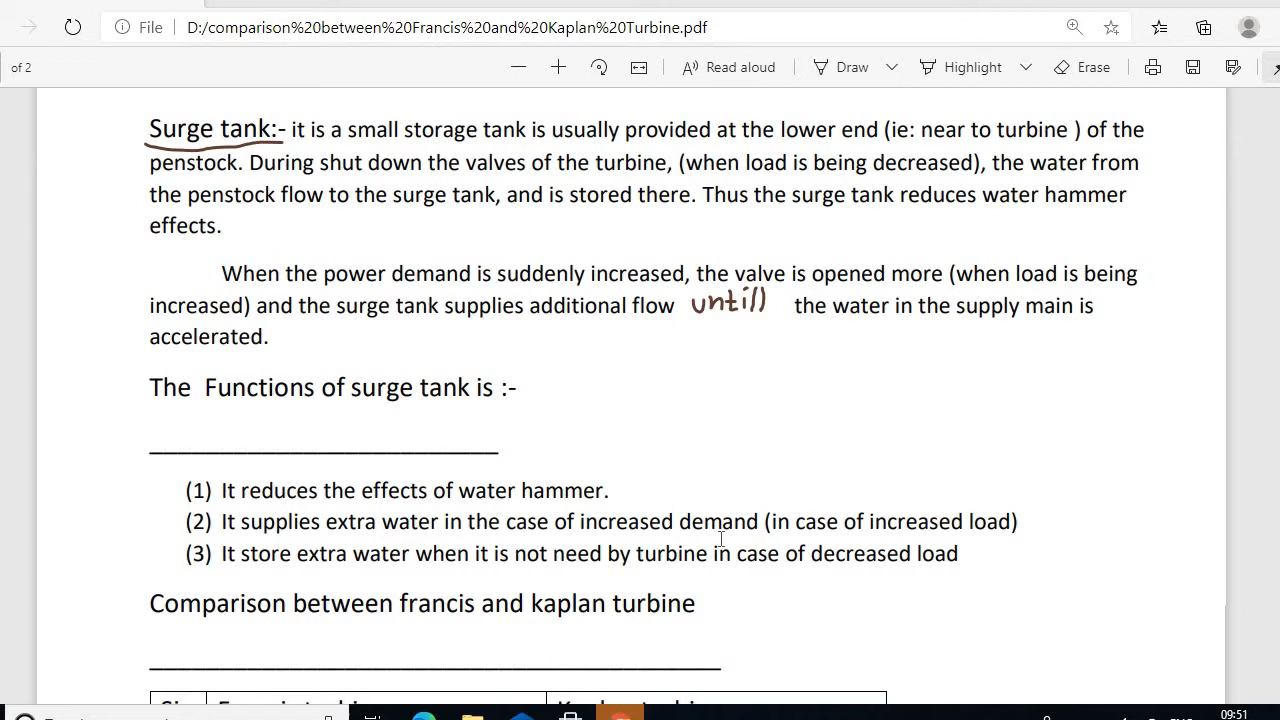 File D:/comparison%20between%20Francis%20and%20Kaplan%20Turbine.pdf
of 2 Read aloud Draw Highlight Erase
Surge tank:- it is a small storage tank is usually provided at the lower end (ie: near to turbine ) of the
penstock. During shut down the valves of the turbine, (when load is being decreased), the water from
the penstock flow to the surge tank, and is stored there. Thus the surge tank reduces water hammer
effects.
When the power demand is suddenly increased, the valve is opened more (when load is being
increased) and the surge tank supplies additional flow untill the water in the supply main is
accelerated.
The Functions of surge tank is :-
(1) It reduces the effects of water hammer.
(2) It supplies extra water in the case of increased demand (in case of increased load)
(3) It store extra water when it is not need by turbine in case of decreased load
Comparison between francis and kaplan turbine
09:51